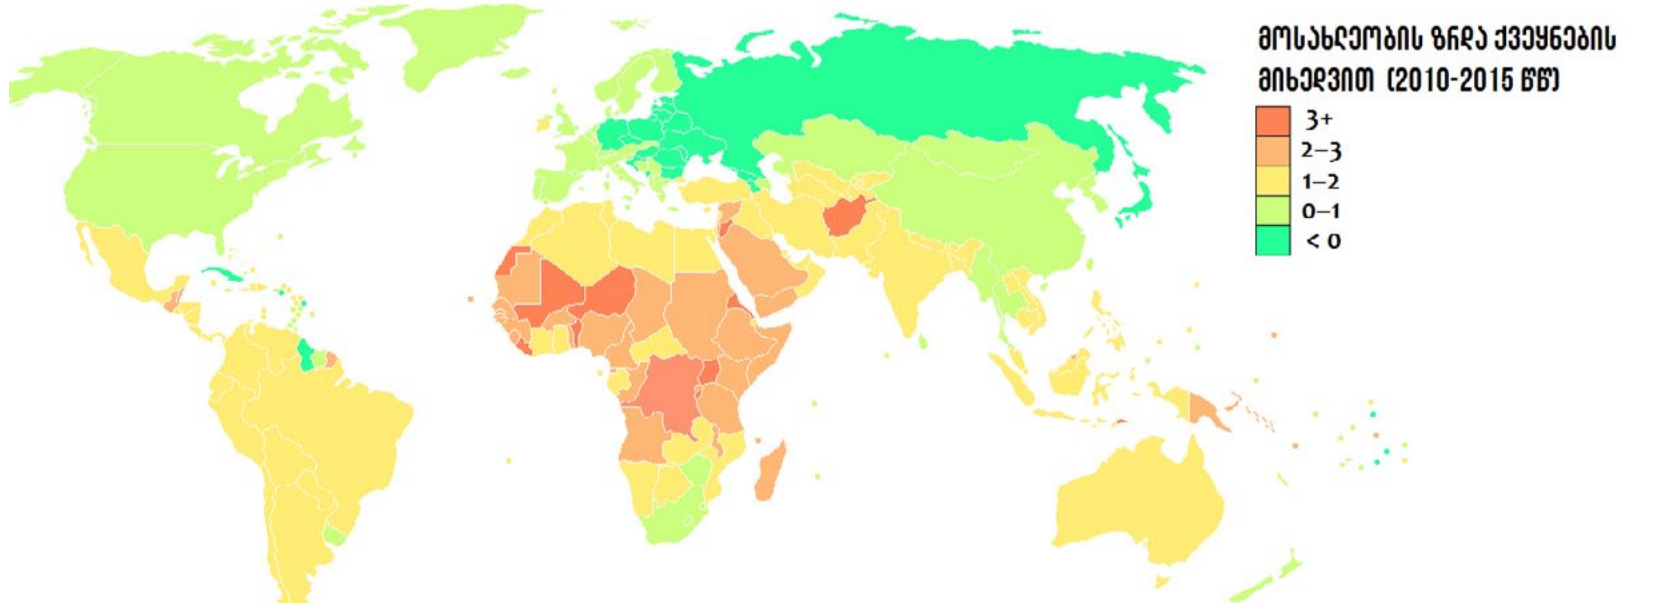 მოსახლეობის ზრდა ქვეყნების
მიხედვით (2010-2015 წწ)
3+
2–3
1–2
0–1
< 0